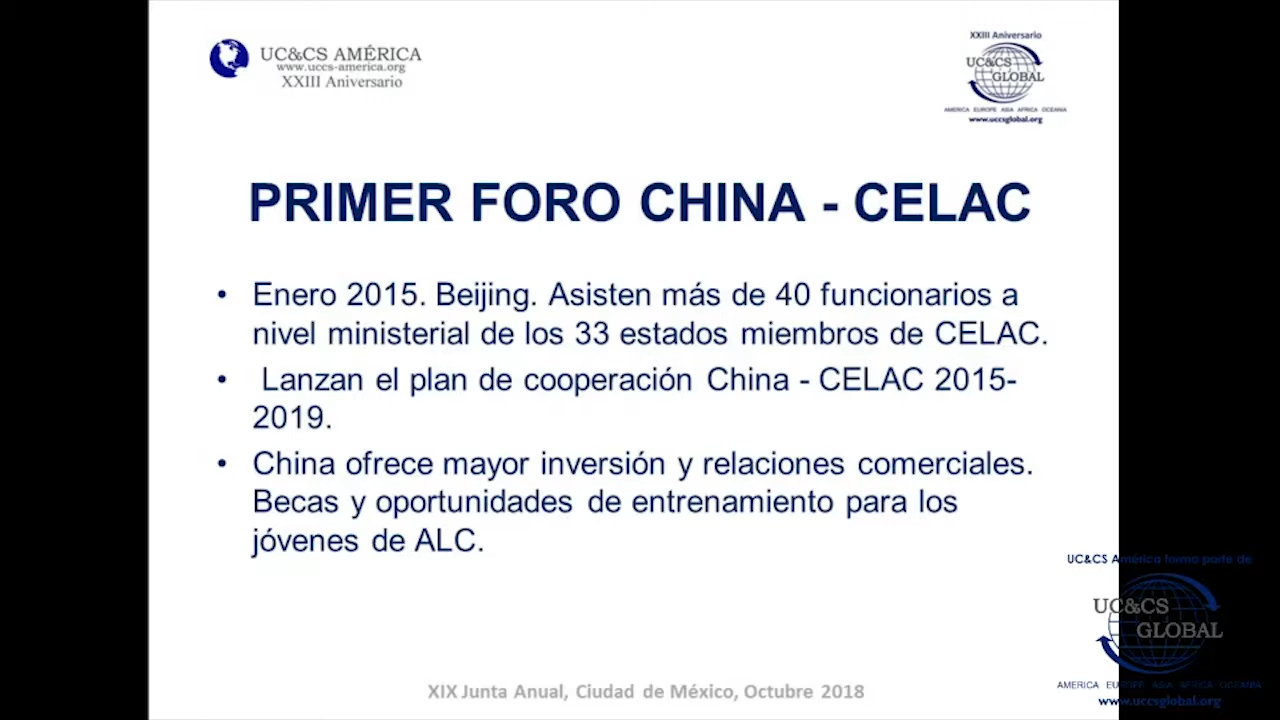 UC&CS AMÉRICA
www.uccs-america.org
XXIII Aniversario
XXIII Aniversario
UC&CS
GLOBAL
AMERICA EUROPE ASIA AFRICA OCEANIA
www.uccsglobal.org
PRIMER FORO CHINA - CELAC
• Enero 2015. Beijing. Asisten más de 40 funcionarios a
nivel ministerial de los 33 estados miembros de CELAC.
• Lanzan el plan de cooperación China - CELAC 2015-
2019.
• China ofrece mayor inversión y relaciones comerciales.
Becas y oportunidades de entrenamiento para los
jóvenes de ALC.
UC&CS América forma parte de
UC&CS
GLOBAL
AMERICA EUROPE ASIA AFRICA OCEANIA
www.uccsglobal.org
XIX Junta Anual, Ciudad de México, Octubre 2018